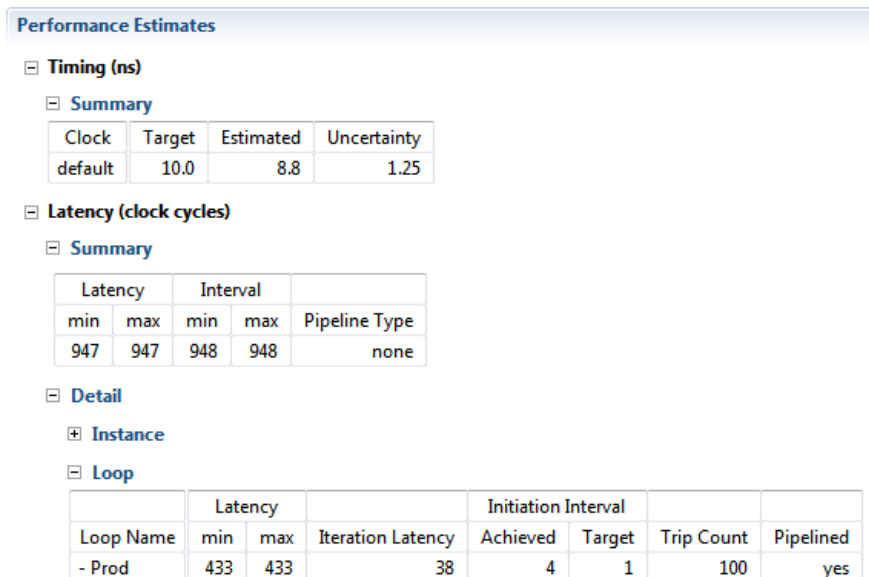 Performance Estimates
Timing (ns)
Summary
Clock Target Estimated Uncertainty
default 10.0 8.8 1.25
Latency (clock cycles)
Summary
Latency Interval
min max min max Pipeline Type
947 947 948 948 none
Detail
Instance
Loop
Latency Initiation Interval
Loop Name min max Iteration Latency Achieved Target Trip Count Pipelined
- Prod 433 433 38 4 1 100 yes